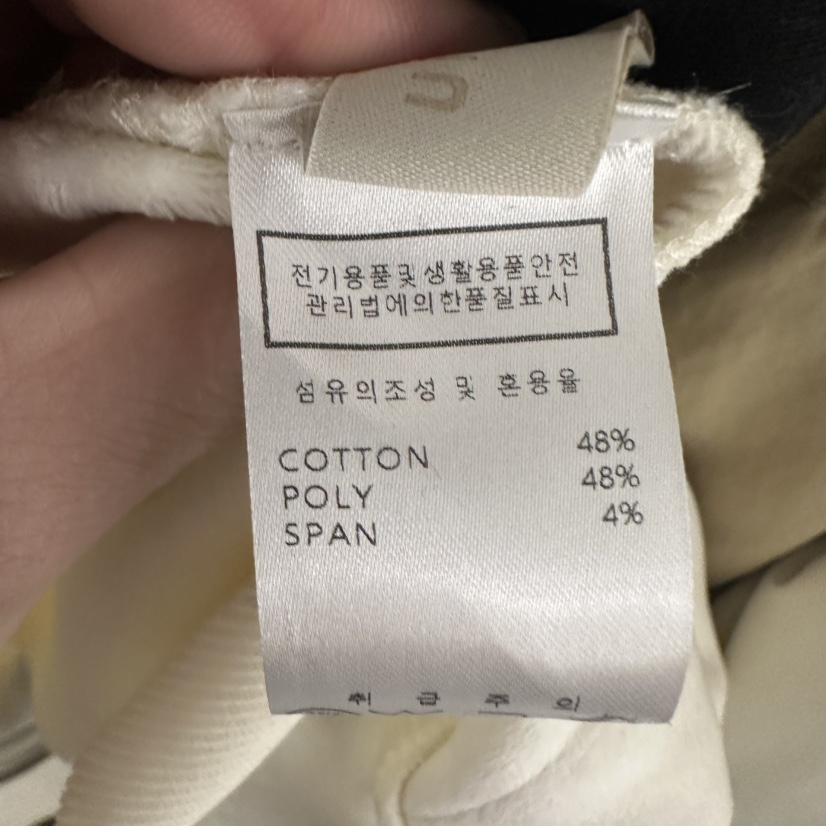 전기용품및생활용품안전
관리법에의한품질표시
섬유의조성 및 혼용율
COTTON 48%
POLY 48%
SPAN 4%
취 급 주 의